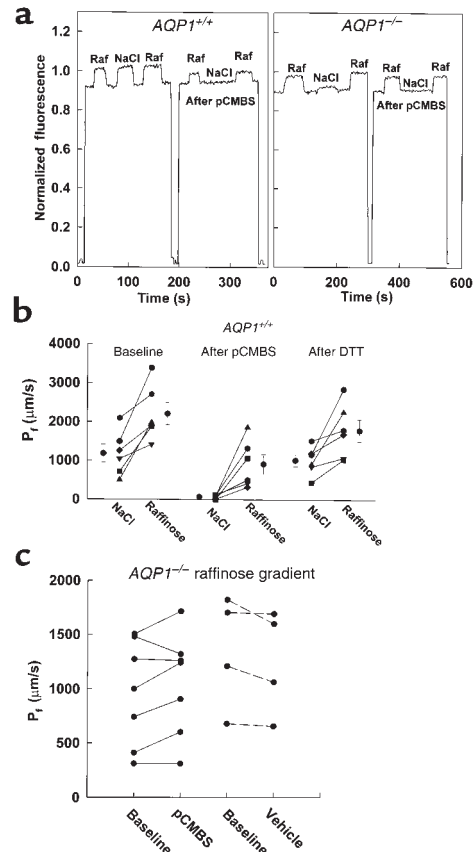 a
AQP1+/+
AQP1−/−
Normalized fluorescence
1.2
1.0
0.8
0.6
0.4
0.2
0.0
Raf NaCl Raf
Raf NaCl Raf
After pCMBS
Raf NaCl Raf
Raf NaCl Raf
After pCMBS
0 100 200 300
Time (s)
0 200 400 600
Time (s)
b
AQP1+/+
Baseline
After pCMBS
After DTT
Pf (μm/s)
4000
3000
2000
1000
0
NaCl
Raffinose
NaCl
Raffinose
NaCl
Raffinose
c
AQP1−/− raffinose gradient
Pf (μm/s)
2000
1500
1000
500
0
Baseline
pCMBS
Baseline
Vehicle